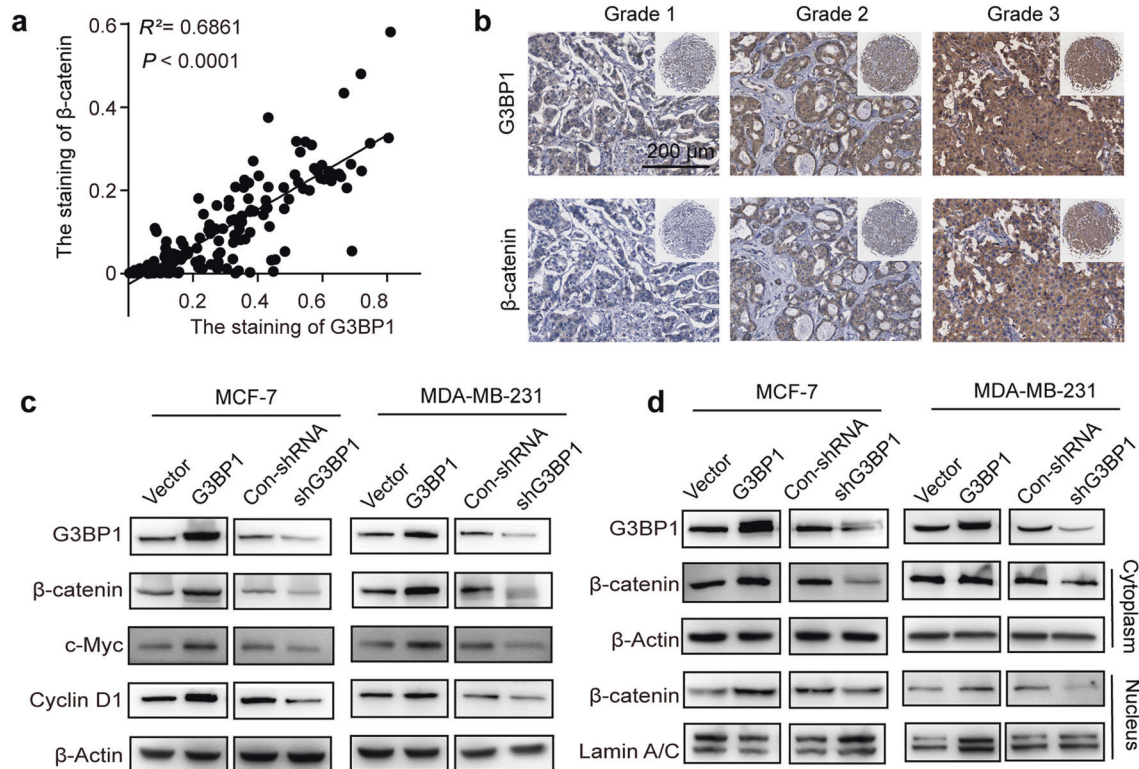 a
R²= 0.6861
P < 0.0001
The staining of β-catenin
0.6
0.4
0.2
0
0.2 0.4 0.6 0.8
The staining of G3BP1
b
Grade 1 Grade 2 Grade 3
G3BP1
200 μm
β-catenin
c
MCF-7 MDA-MB-231
Vector G3BP1 Con-shRNA shG3BP1 Vector G3BP1 Con-shRNA shG3BP1
G3BP1
β-catenin
c-Myc
Cyclin D1
β-Actin
d
MCF-7 MDA-MB-231
Vector G3BP1 Con-shRNA shG3BP1 Vector G3BP1 Con-shRNA shG3BP1
G3BP1
β-catenin
β-Actin
Cytoplasm
β-catenin
Lamin A/C
Nucleus